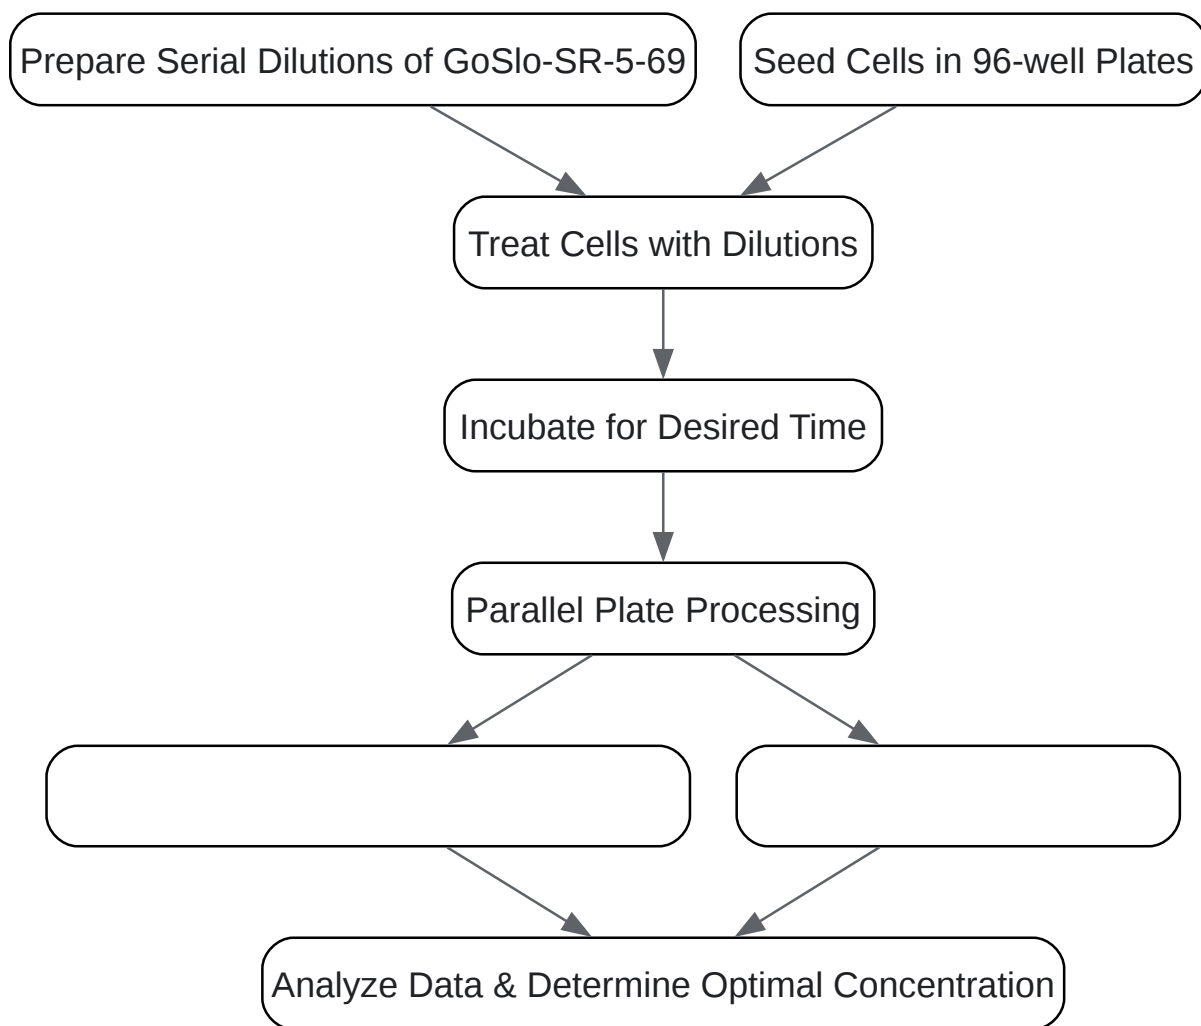 Prepare Serial Dilutions of GoSlo-SR-5-69
Seed Cells in 96-well Plates
Treat Cells with Dilutions
Incubate for Desired Time
Parallel Plate Processing
Analyze Data & Determine Optimal Concentration